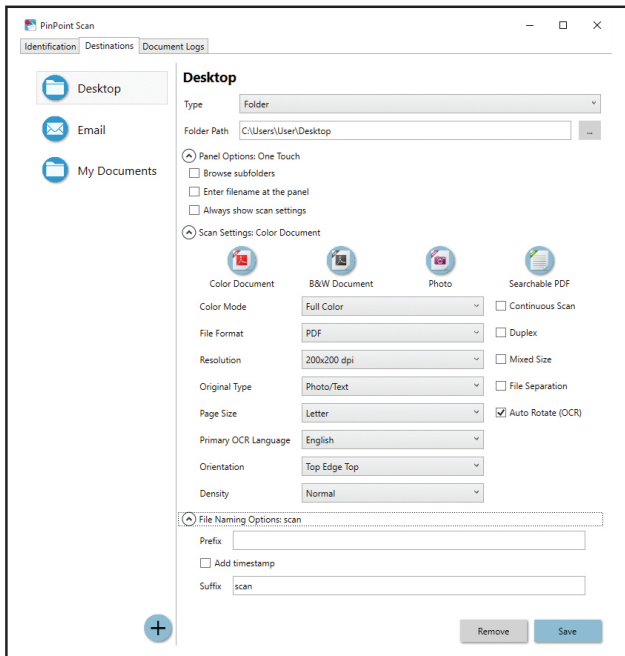 PinPoint Scan
Identification Destinations Document Logs
Desktop
Email
My Documents
Desktop
Type Folder
Folder Path C:\Users\User\Desktop ...
Panel Options: One Touch
Browse subfolders
Enter filename at the panel
Always show scan settings
Scan Settings: Color Document
Color Document B&W Document Photo Searchable PDF
Color Mode Full Color Continuous Scan
File Format PDF Duplex
Resolution 200x200 dpi Mixed Size
Original Type Photo/Text File Separation
Page Size Letter Auto Rotate (OCR)
Primary OCR Language English
Orientation Top Edge Top
Density Normal
File Naming Options: scan
Prefix
Add timestamp
Suffix scan
Remove Save